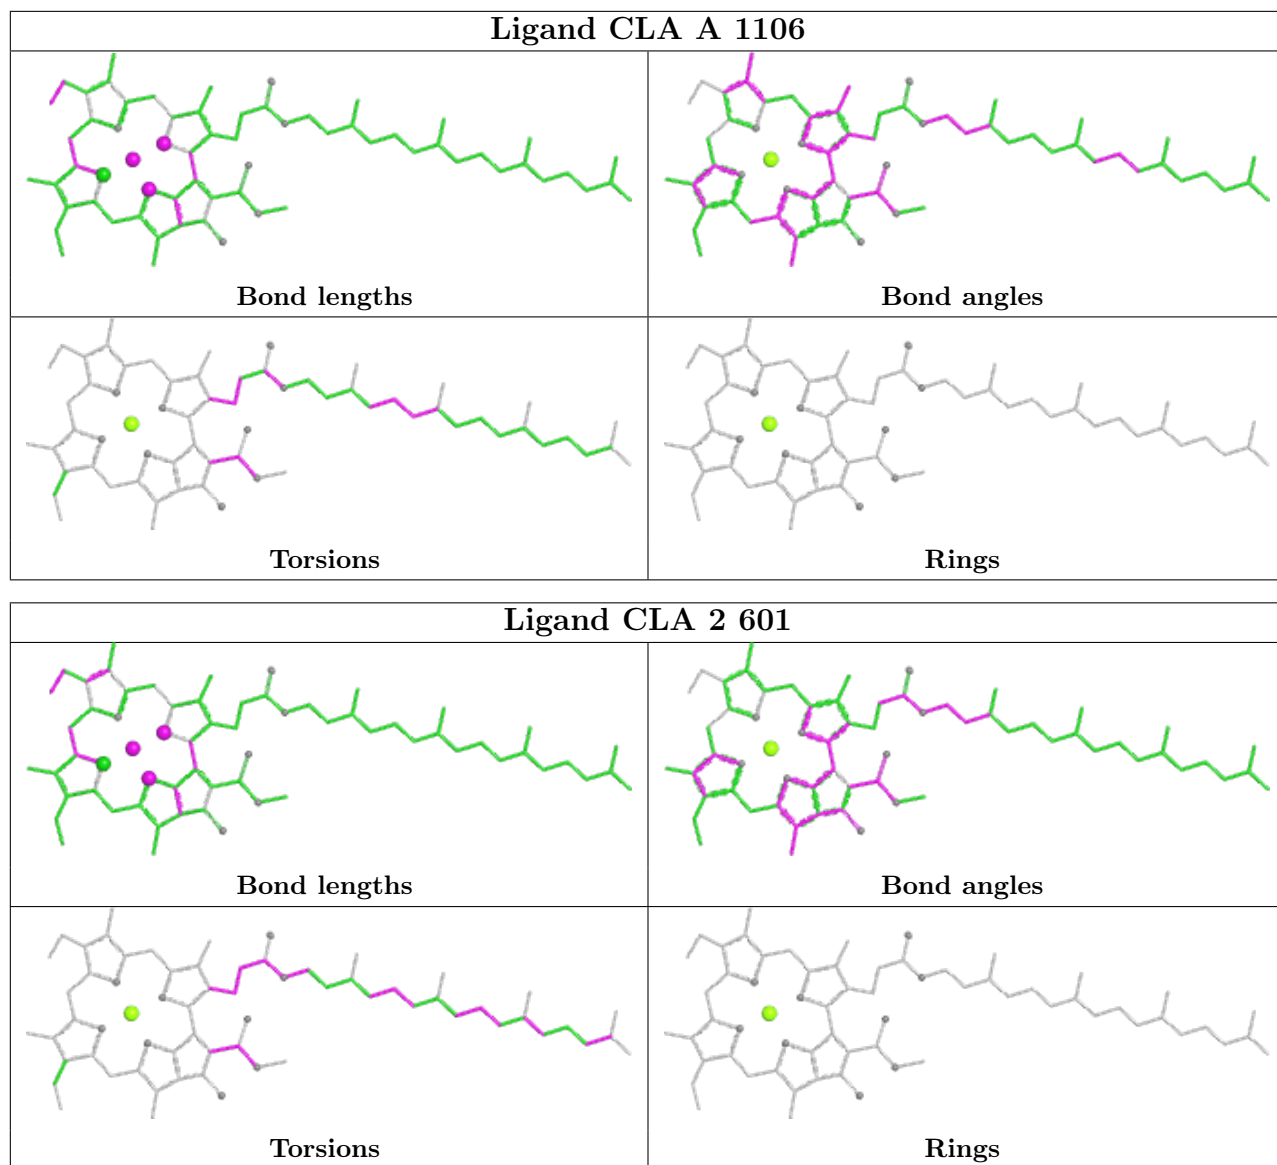 Ligand CLA A 1106
Bond lengths
Bond angles
Torsions
Rings
Ligand CLA 2 601
Bond lengths
Bond angles
Torsions
Rings